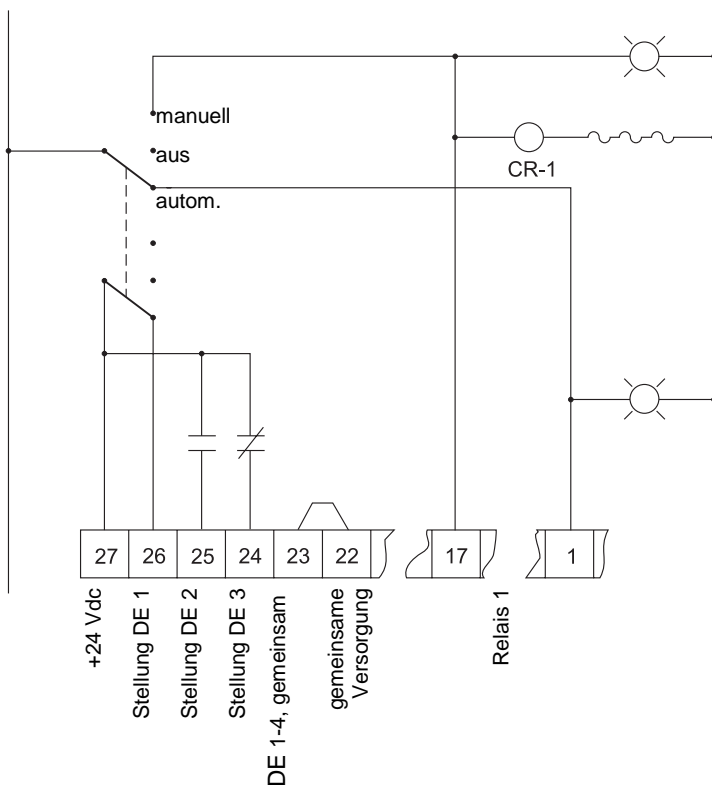 manuell
aus
autom.
CR-1
27 26 25 24 23 22 17 1
+24 Vdc
Stellung DE 1
Stellung DE 2
Stellung DE 3
DE 1-4, gemeinsam
gemeinsame
Versorgung
Relais 1